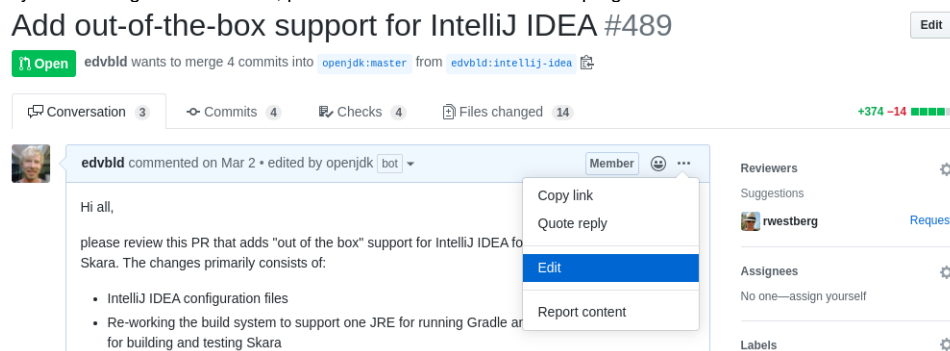 Add out-of-the-box support for IntelliJ IDEA #489
Edit
Open edvbld wants to merge 4 commits into openjdk:master from edvbld:intellij-idea
Conversation 3 Commits 4 Checks 4 Files changed 14 +374 −14
edvbld commented on Mar 2 • edited by openjdk bot Member
Copy link
Quote reply
Edit
Report content
Hi all,
please review this PR that adds "out of the box" support for IntelliJ IDEA fo
Skara. The changes primarily consists of:
• IntelliJ IDEA configuration files
• Re-working the build system to support one JRE for running Gradle an
for building and testing Skara
Reviewers
Suggestions
rwestberg Reques
Assignees
No one—assign yourself
Labels